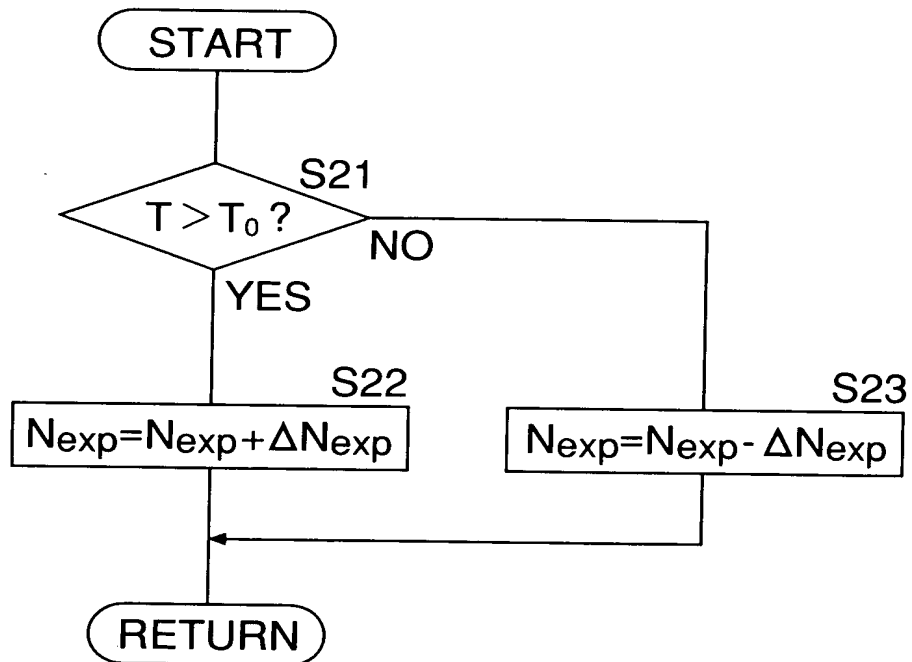 START
S21
T > T₀ ?
NO
YES
S22
Nexp=Nexp+ΔNexp
S23
Nexp=Nexp-ΔNexp
RETURN